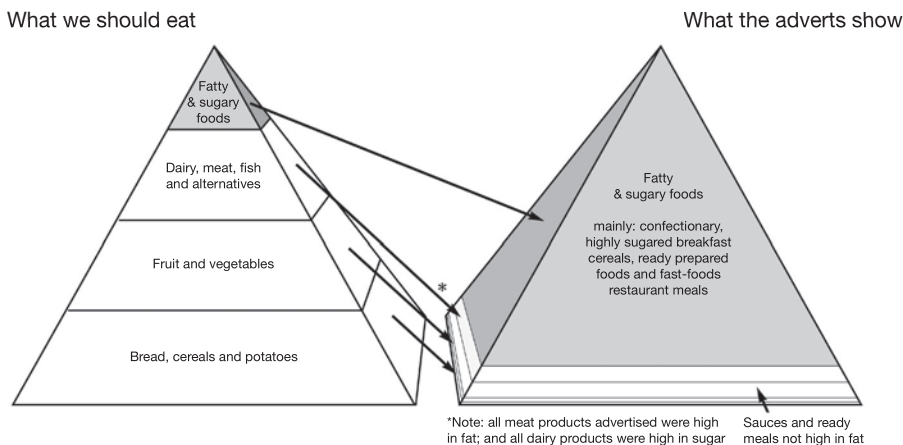 What we should eat
What the adverts show
Fatty
& sugary
foods
Dairy, meat, fish
and alternatives
Fruit and vegetables
Bread, cereals and potatoes
Fatty
& sugary foods
mainly: confectionary,
highly sugared breakfast
cereals, ready prepared
foods and fast-foods
restaurant meals
*
*Note: all meat products advertised were high
in fat; and all dairy products were high in sugar
Sauces and ready
meals not high in fat